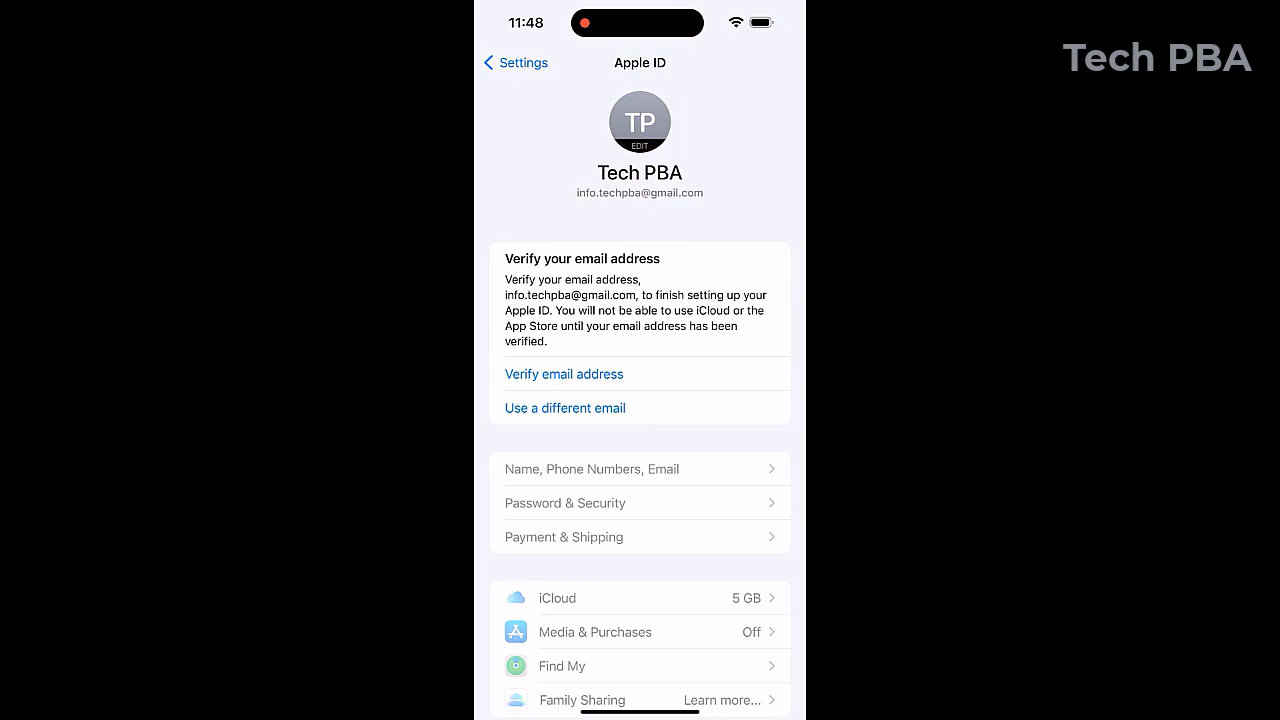 11:48
Tech PBA
Settings
Apple ID
TP
EDIT
Tech PBA
info.techpba@gmail.com
Verify your email address
Verify your email address,
info.techpba@gmail.com, to finish setting up your
Apple ID. You will not be able to use iCloud or the
App Store until your email address has been
verified.
Verify email address
Use a different email
Name, Phone Numbers, Email
Password & Security
Payment & Shipping
iCloud 5 GB
Media & Purchases Off
Find My
Family Sharing Learn more...